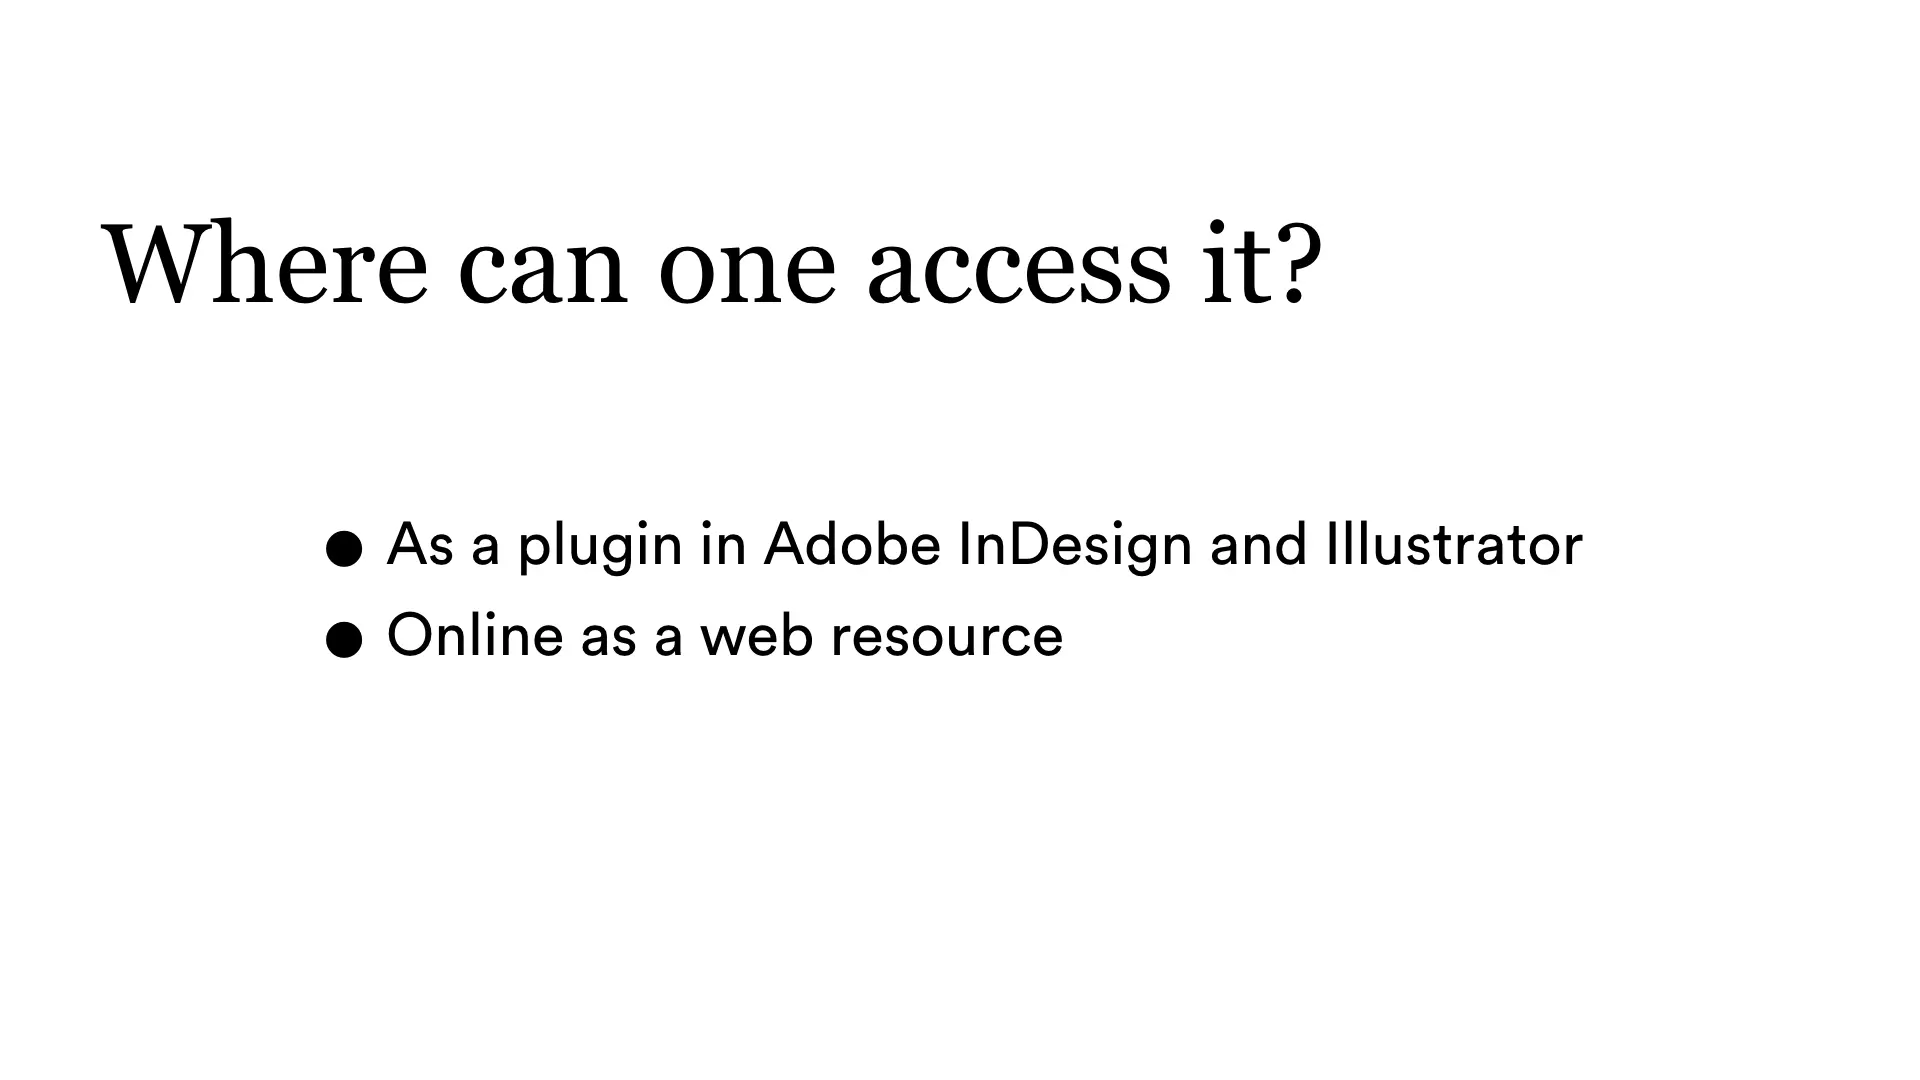 Where can one access it?
● As a plugin in Adobe InDesign and Illustrator
● Online as a web resource